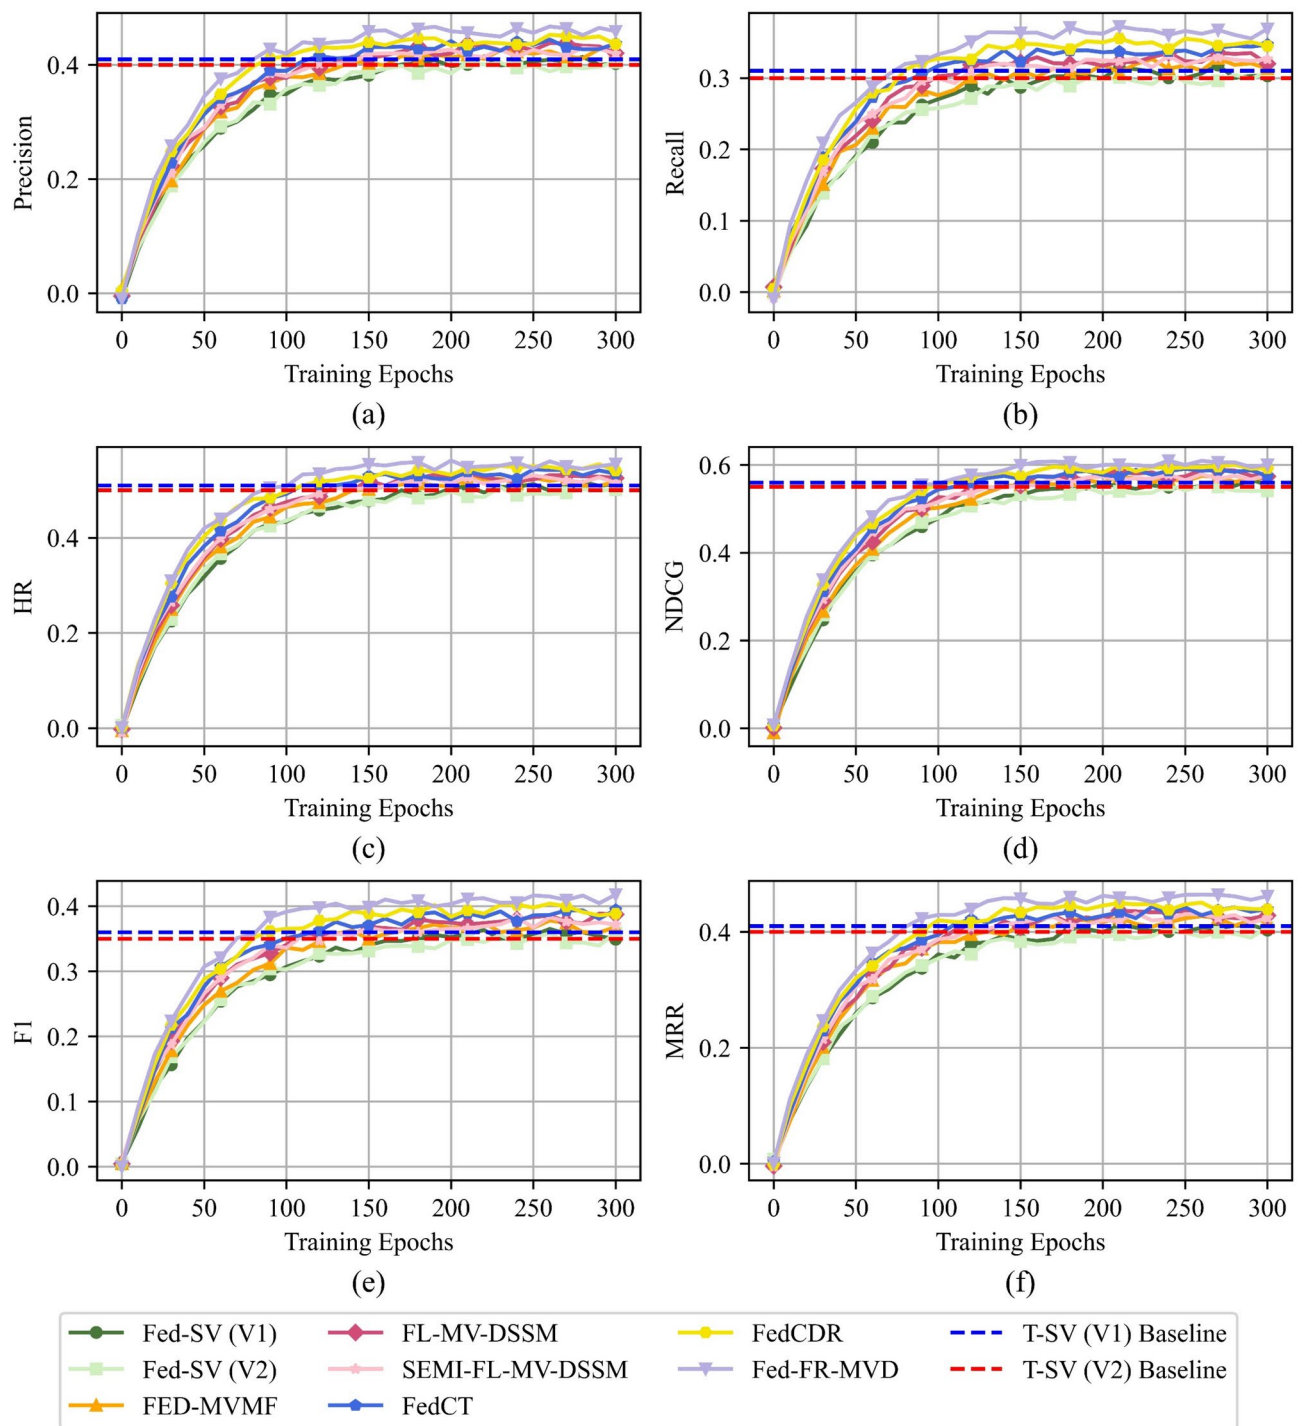 0.4
0.2
0.0
Precision
0 50 100 150 200 250 300
Training Epochs
(a)
0.3
0.2
0.1
0.0
Recall
0 50 100 150 200 250 300
Training Epochs
(b)
0.4
0.2
0.0
HR
0 50 100 150 200 250 300
Training Epochs
(c)
0.6
0.4
0.2
0.0
NDCG
0 50 100 150 200 250 300
Training Epochs
(d)
0.4
0.3
0.2
0.1
0.0
F1
0 50 100 150 200 250 300
Training Epochs
(e)
0.4
0.2
0.0
MRR
0 50 100 150 200 250 300
Training Epochs
(f)
Fed-SV (V1) FL-MV-DSSM FedCDR T-SV (V1) Baseline
Fed-SV (V2) SEMI-FL-MV-DSSM Fed-FR-MVD T-SV (V2) Baseline
FED-MVMF FedCT